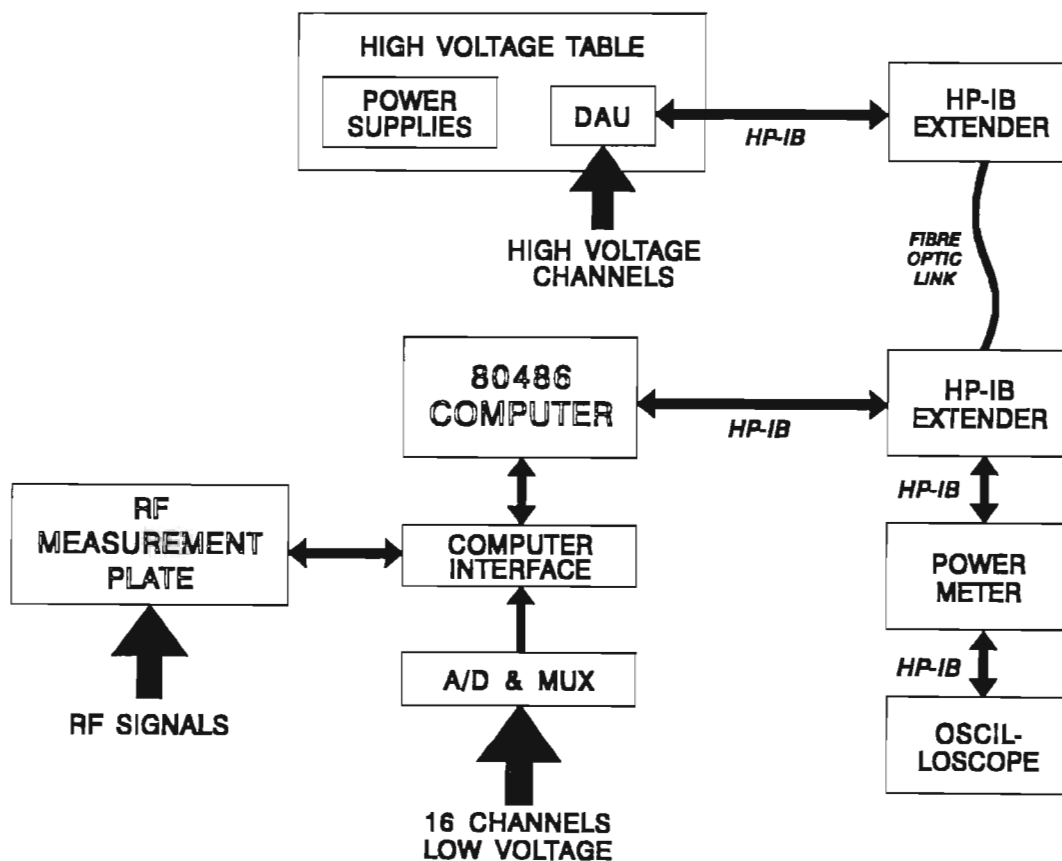 HIGH VOLTAGE TABLE
POWER
SUPPLIES
DAU
HP-IB
HP-IB
EXTENDER
HIGH VOLTAGE
CHANNELS
FIBRE
OPTIC
LINK
80486
COMPUTER
HP-IB
HP-IB
EXTENDER
HP-IB
RF
MEASUREMENT
PLATE
COMPUTER
INTERFACE
POWER
METER
HP-IB
A/D & MUX
RF SIGNALS
OSCIL-
LOSCOPE
16 CHANNELS
LOW VOLTAGE